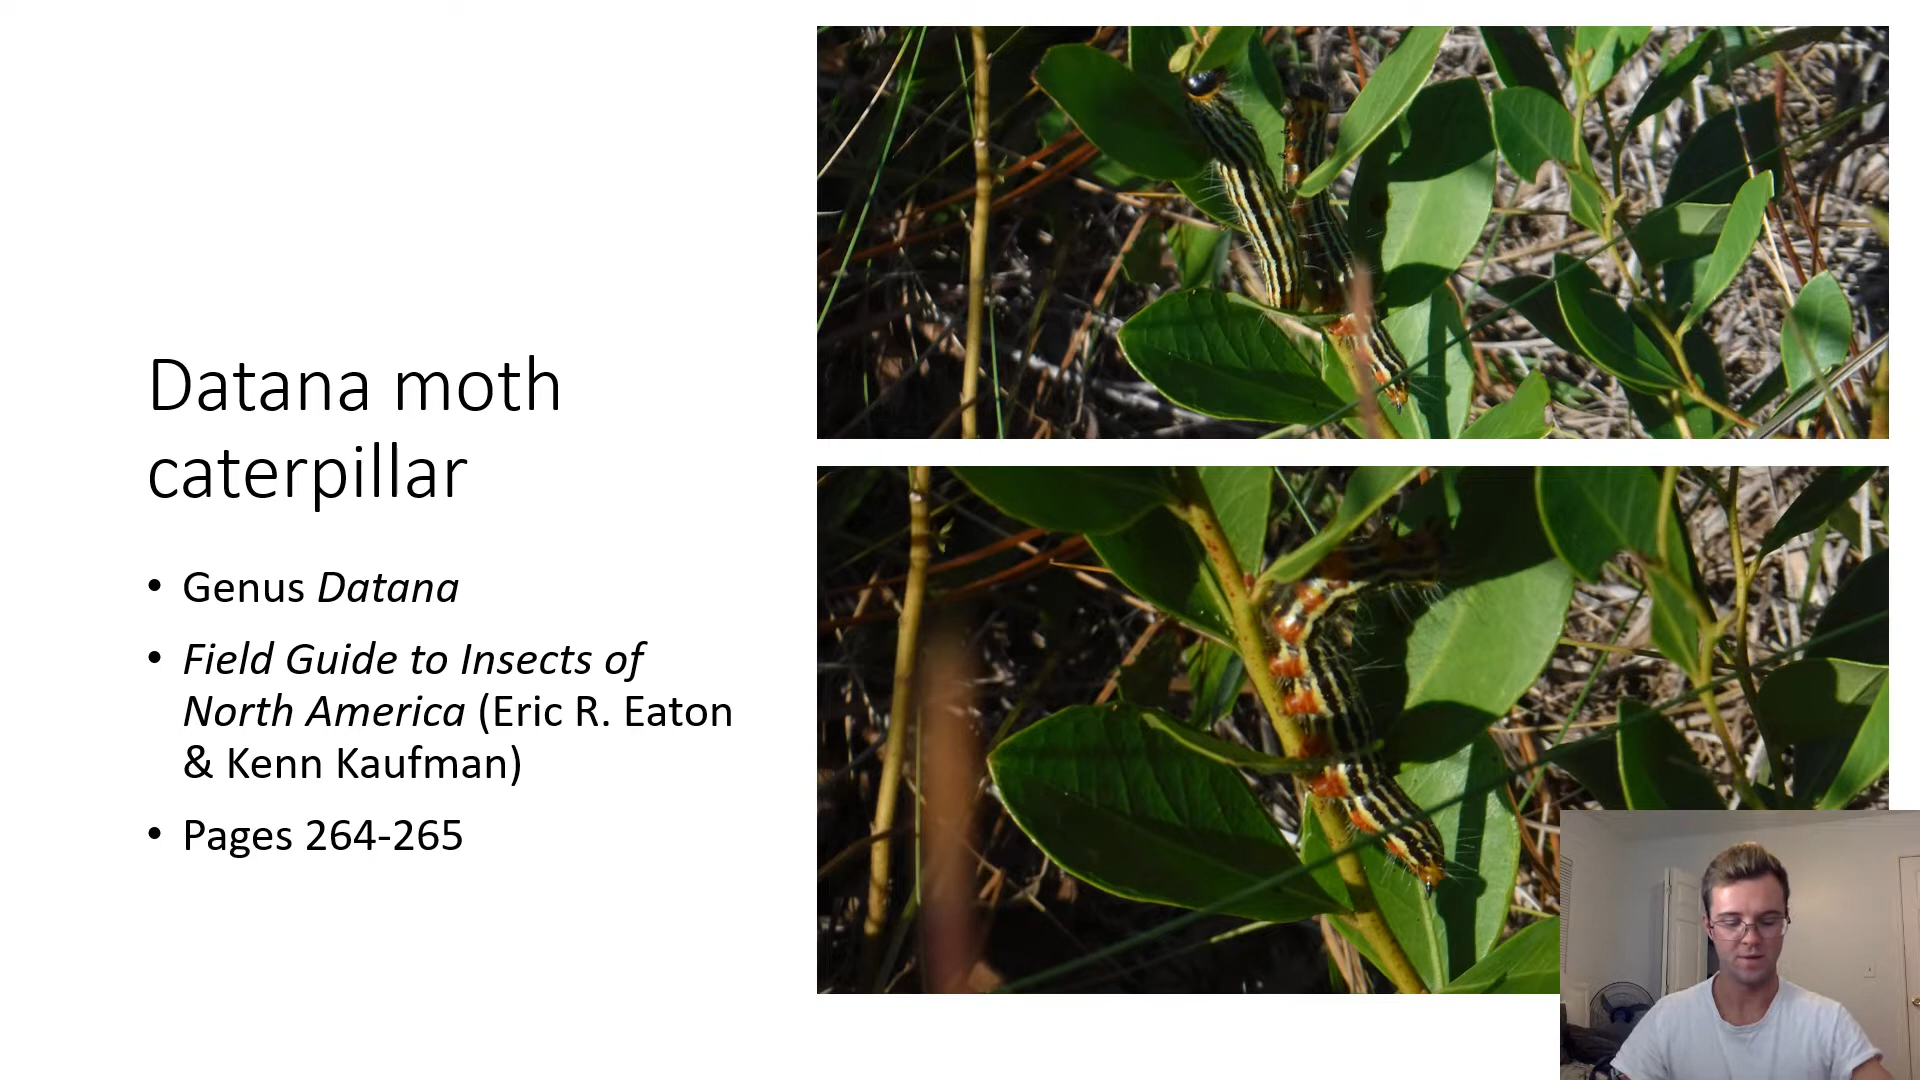 Datana moth
caterpillar
• Genus Datana
• Field Guide to Insects of
North America (Eric R. Eaton
& Kenn Kaufman)
• Pages 264-265